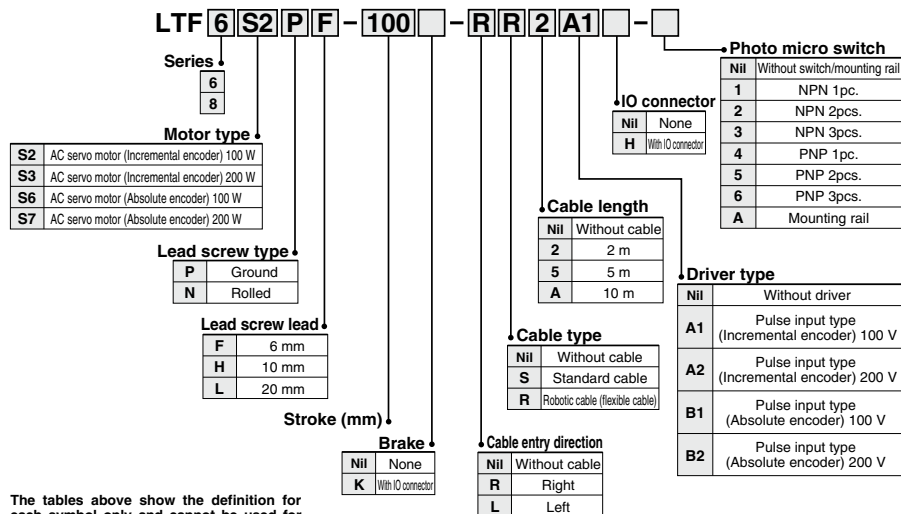 LTF 6 S2 P F - 100 - R R 2 A1 -
Series
6
8
Motor type
S2 AC servo motor (Incremental encoder) 100 W
S3 AC servo motor (Incremental encoder) 200 W
S6 AC servo motor (Absolute encoder) 100 W
S7 AC servo motor (Absolute encoder) 200 W
Lead screw type
P Ground
N Rolled
Lead screw lead
F 6 mm
H 10 mm
L 20 mm
Stroke (mm)
Brake
Nil None
K With IO connector
Cable entry direction
Nil Without cable
R Right
L Left
Cable type
Nil Without cable
S Standard cable
R Robotic cable (flexible cable)
Cable length
Nil Without cable
2 2 m
5 5 m
A 10 m
Driver type
Nil Without driver
A1 Pulse input type
(Incremental encoder) 100 V
A2 Pulse input type
(Incremental encoder) 200 V
B1 Pulse input type
(Absolute encoder) 100 V
B2 Pulse input type
(Absolute encoder) 200 V
IO connector
Nil None
H With IO connector
Photo micro switch
Nil Without switch/mounting rail
1 NPN 1pc.
2 NPN 2pcs.
3 NPN 3pcs.
4 PNP 1pc.
5 PNP 2pcs.
6 PNP 3pcs.
A Mounting rail
The tables above show the definition for
each symbol only and cannot be used for